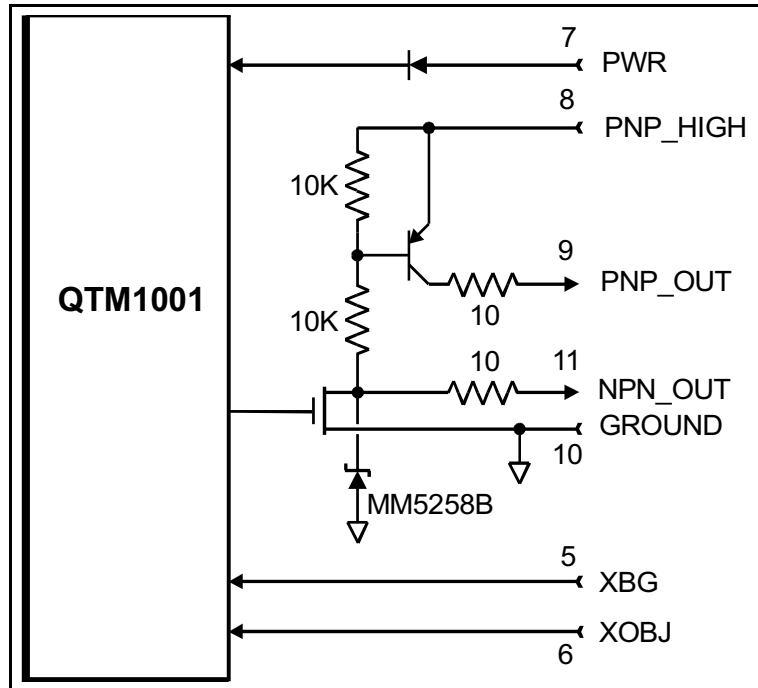 7
PWR
8
PNP_HIGH
10K
9
PNP_OUT
QTM1001
10K
10
10
11
NPN_OUT
GROUND
10
MM5258B
5
XBG
XOBJ
6